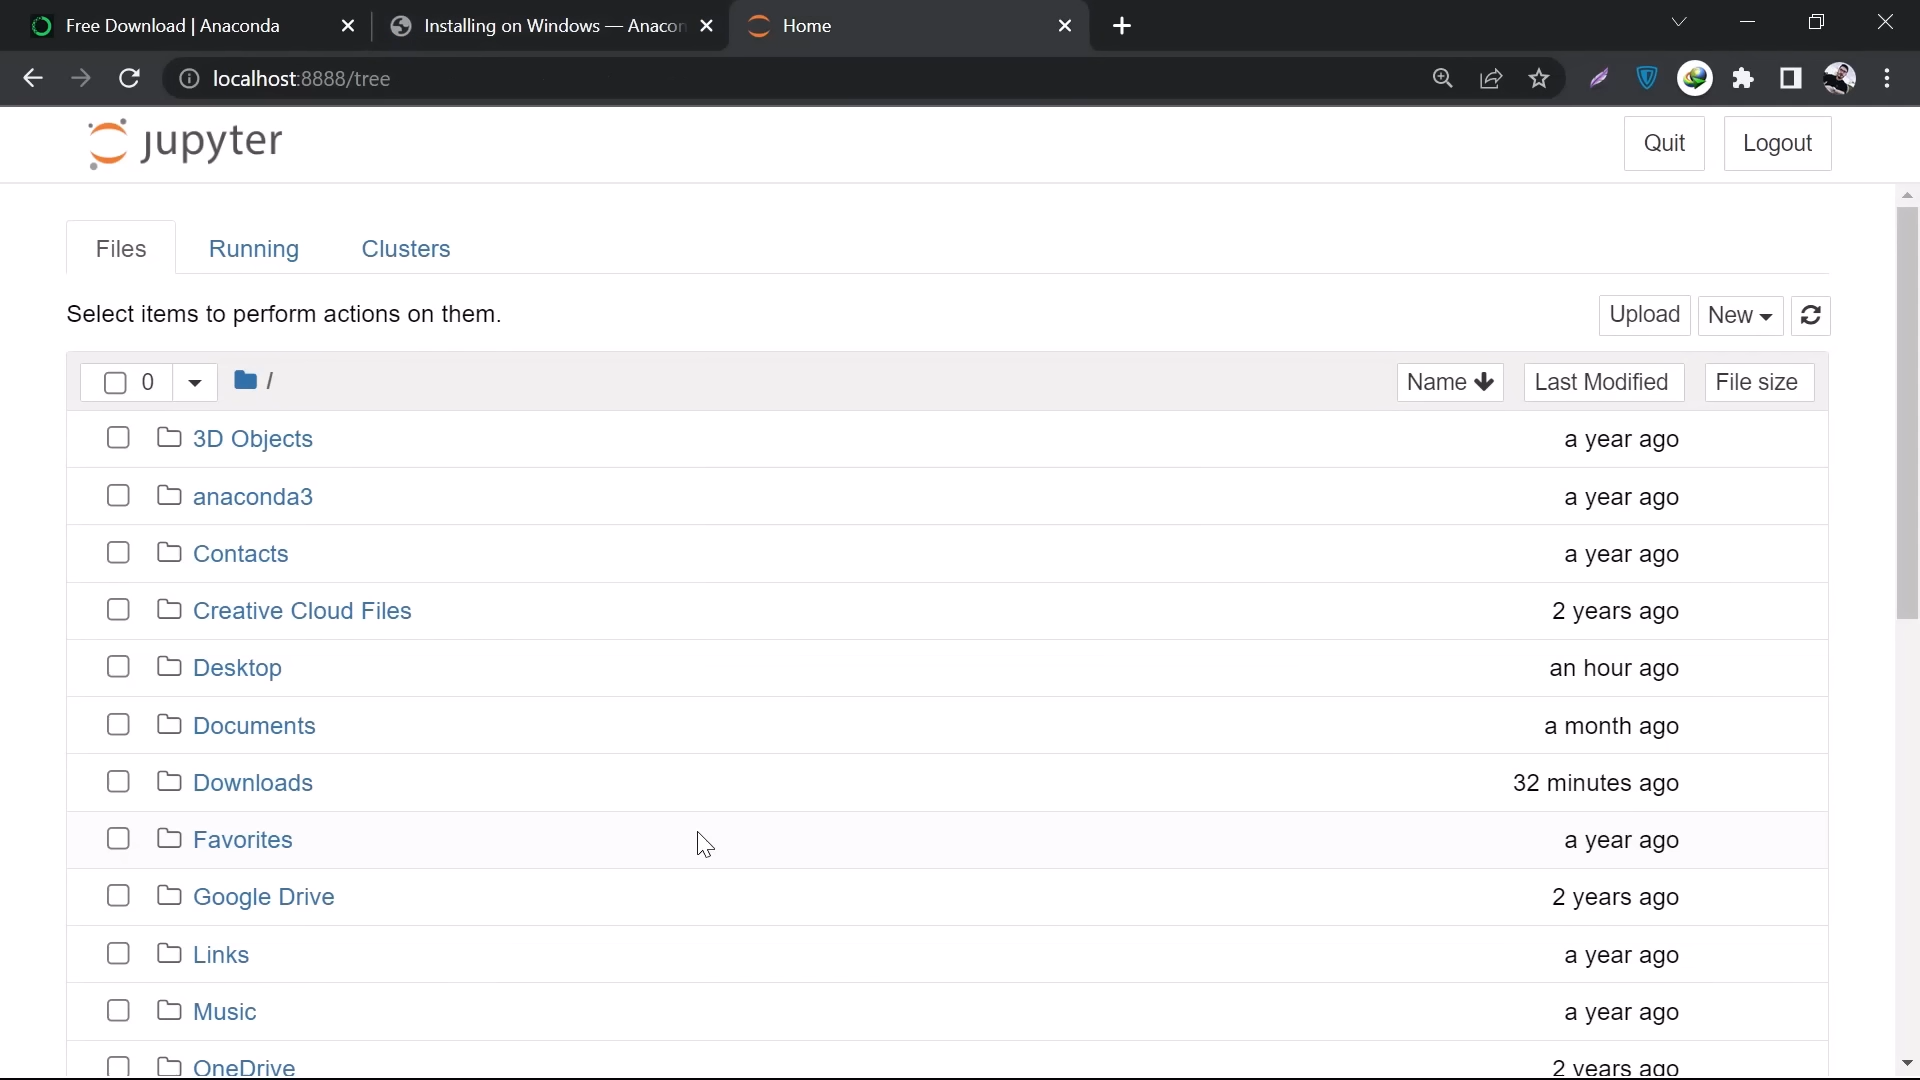 Free Download | Anaconda
Installing on Windows — Anacon
Home
localhost:8888/tree
jupyter
Quit
Logout
Files
Running
Clusters
Select items to perform actions on them.
Upload
New
0
/
Name
Last Modified
File size
3D Objects a year ago
anaconda3 a year ago
Contacts a year ago
Creative Cloud Files 2 years ago
Desktop an hour ago
Documents a month ago
Downloads 32 minutes ago
Favorites a year ago
Google Drive 2 years ago
Links a year ago
Music a year ago
OneDrive 2 years ago